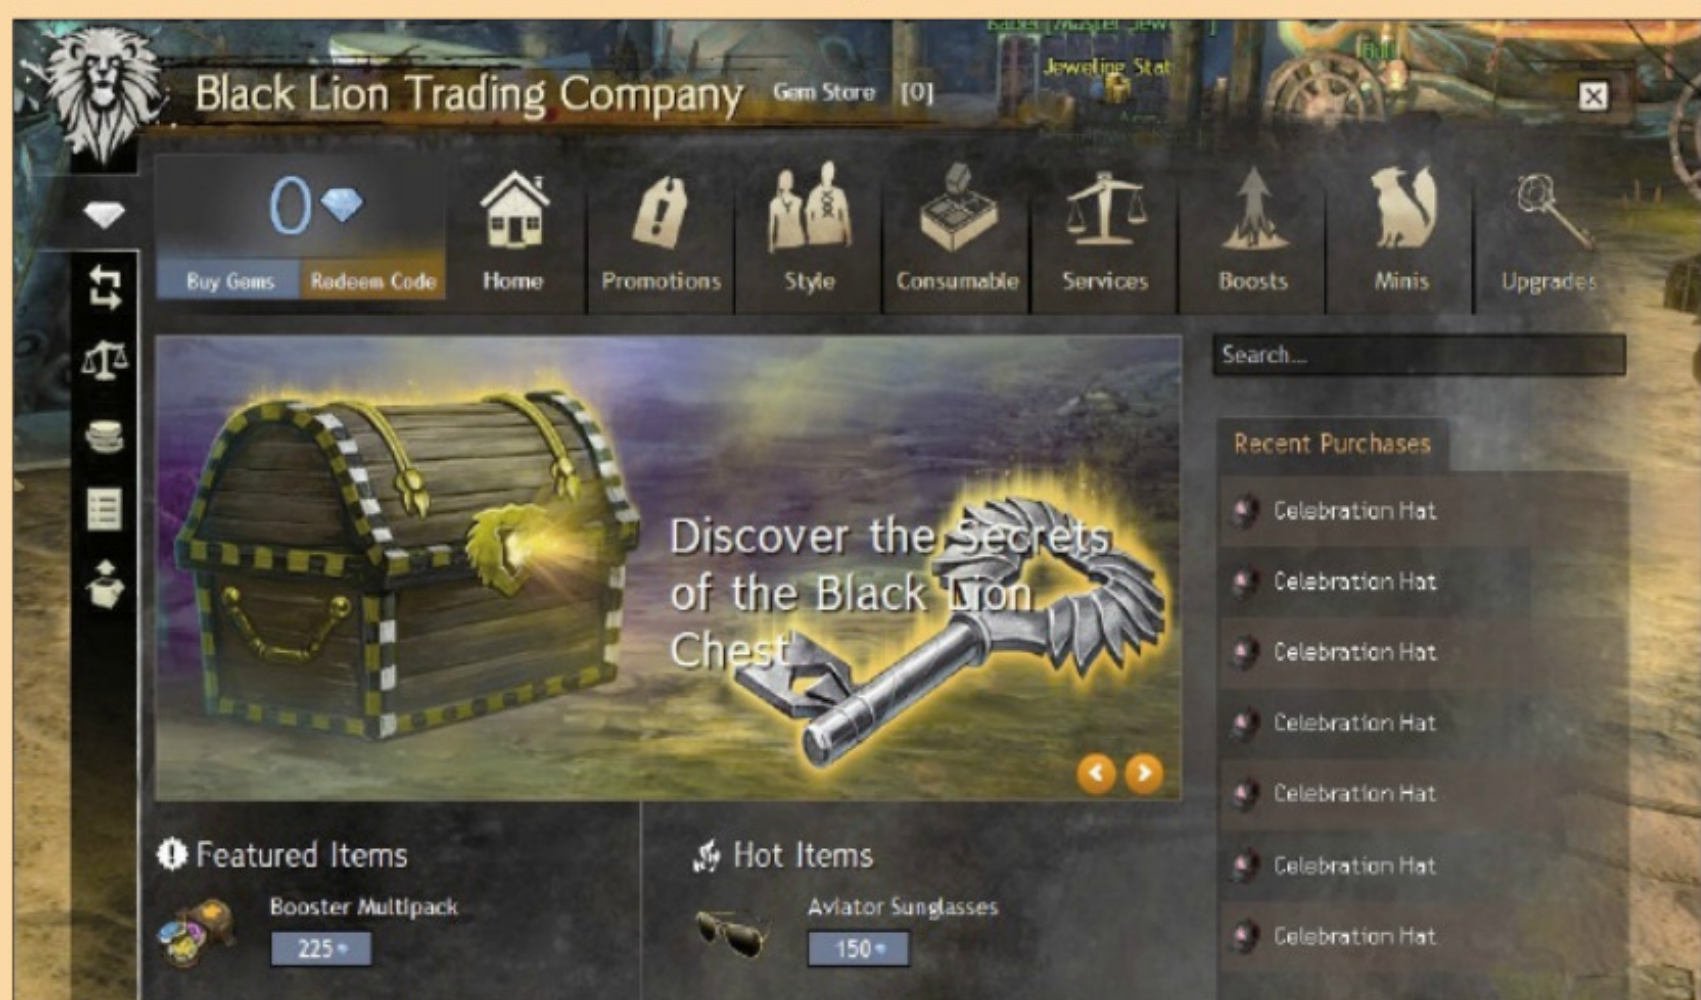 Jeweling Stat
Black Lion Trading Company Gem Store [0]
0
Buy Gems Redeem Code Home Promotions Style Consumable Services Boosts Minis Upgrades
Search...
Discover the Secrets
of the Black Lion
Chest!
Recent Purchases
Celebration Hat
Celebration Hat
Celebration Hat
Celebration Hat
Celebration Hat
Celebration Hat
Celebration Hat
Featured Items
Booster Multipack
225
Hot Items
Aviator Sunglasses
150